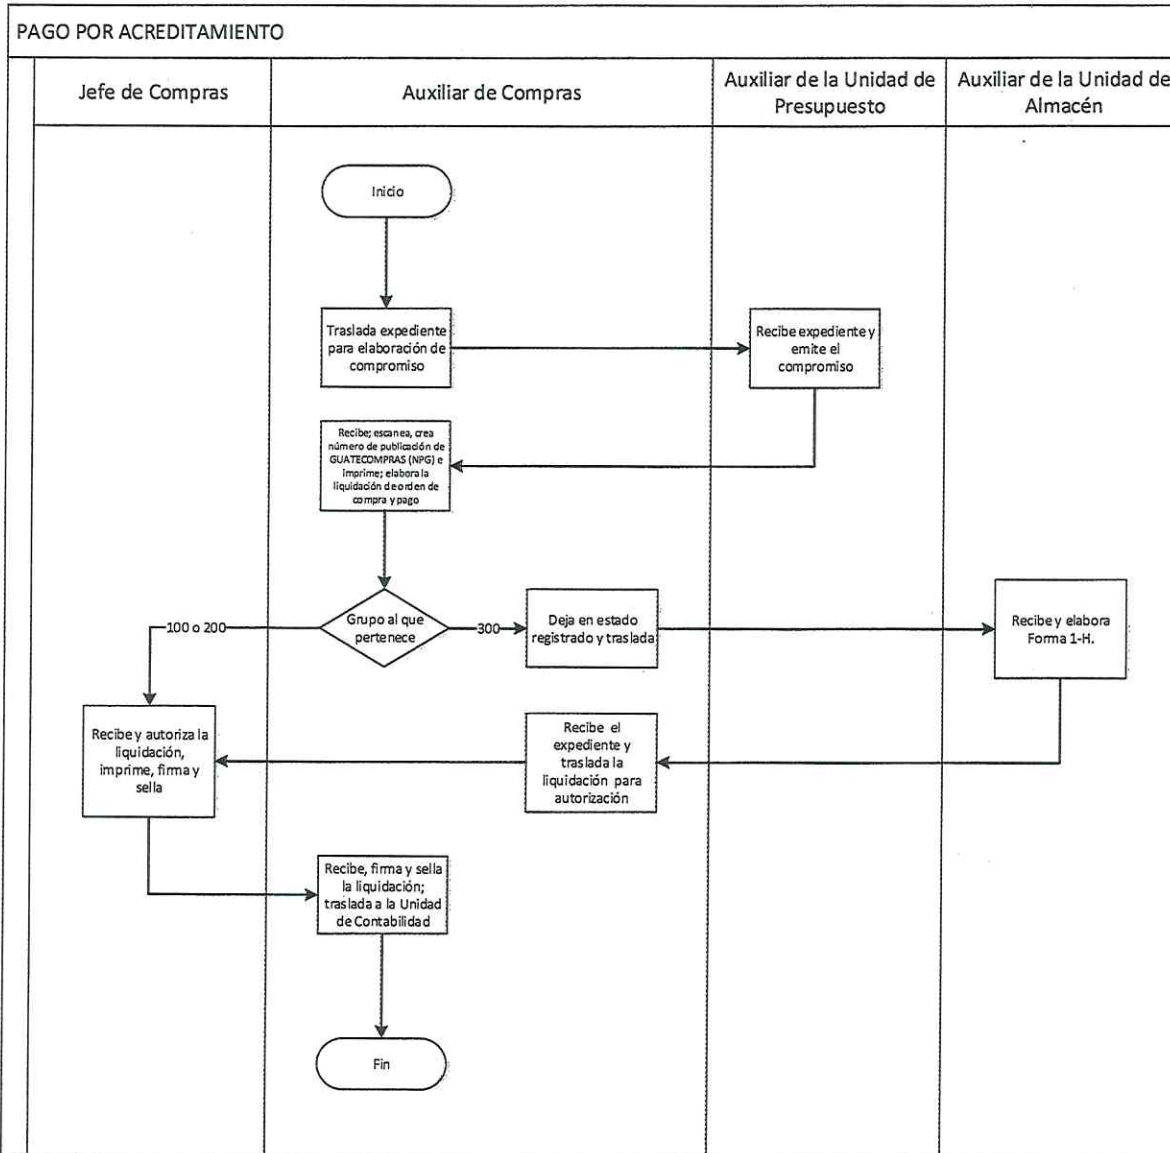 PAGO POR ACREDITAMIENTO
Jefe de Compras
Auxiliar de Compras
Auxiliar de la Unidad de
Presupuesto
Auxiliar de la Unidad de
Almacén
Inicio
Traslada expediente
para elaboración de
compromiso
Recibe expediente y
emite el
compromiso
Recibe; escanea, crea
número de publicación de
GUATECOMPRAS (NPG) e
imprime; elabora la
liquidación de orden de
compra y pago
Grupo al que
pertenece
100 o 200
300
Deja en estado
registrado y traslada
Recibe y elabora
Forma 1-H.
Recibe y autoriza la
liquidación,
imprime, firma y
sella
Recibe el
expediente y
traslada la
liquidación para
autorización
Recibe, firma y sella
la liquidación;
traslada a la Unidad
de Contabilidad
Fin